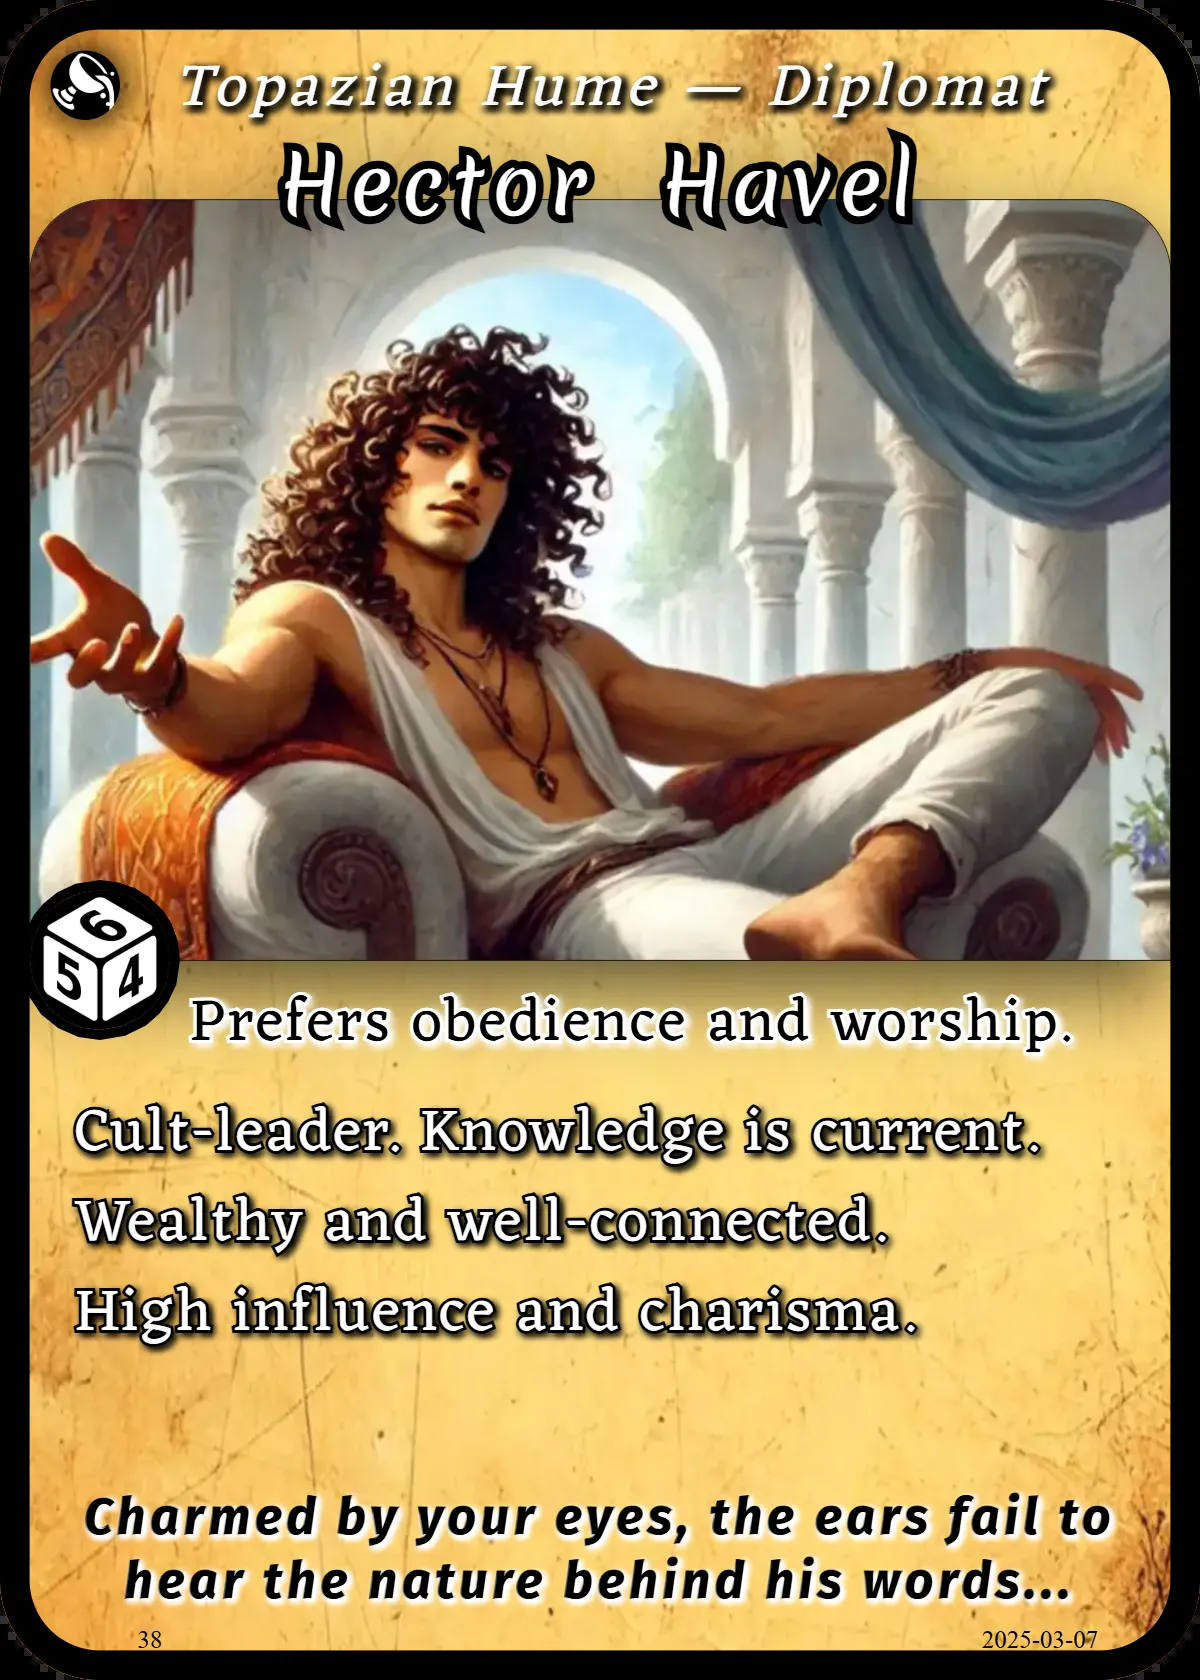 Topazian Hume — Diplomat
Hector Havel
6
5 4
Prefers obedience and worship.
Cult-leader. Knowledge is current.
Wealthy and well-connected.
High influence and charisma.
Charmed by your eyes, the ears fail to
hear the nature behind his words...
38 2025-03-07